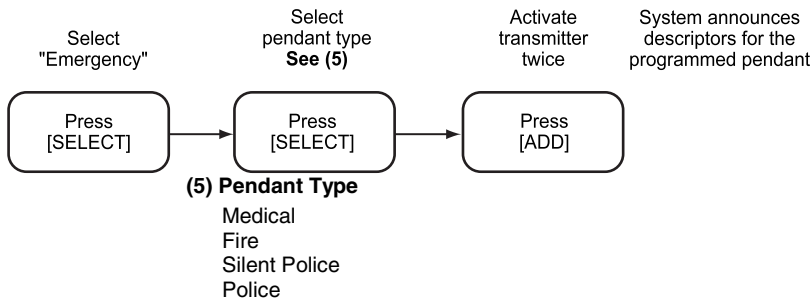 Select
"Emergency"
Select
pendant type
See (5)
Activate
transmitter
twice
System announces
descriptors for the
programmed pendant
Press
[SELECT]
Press
[SELECT]
Press
[ADD]
(5) Pendant Type
Medical
Fire
Silent Police
Police